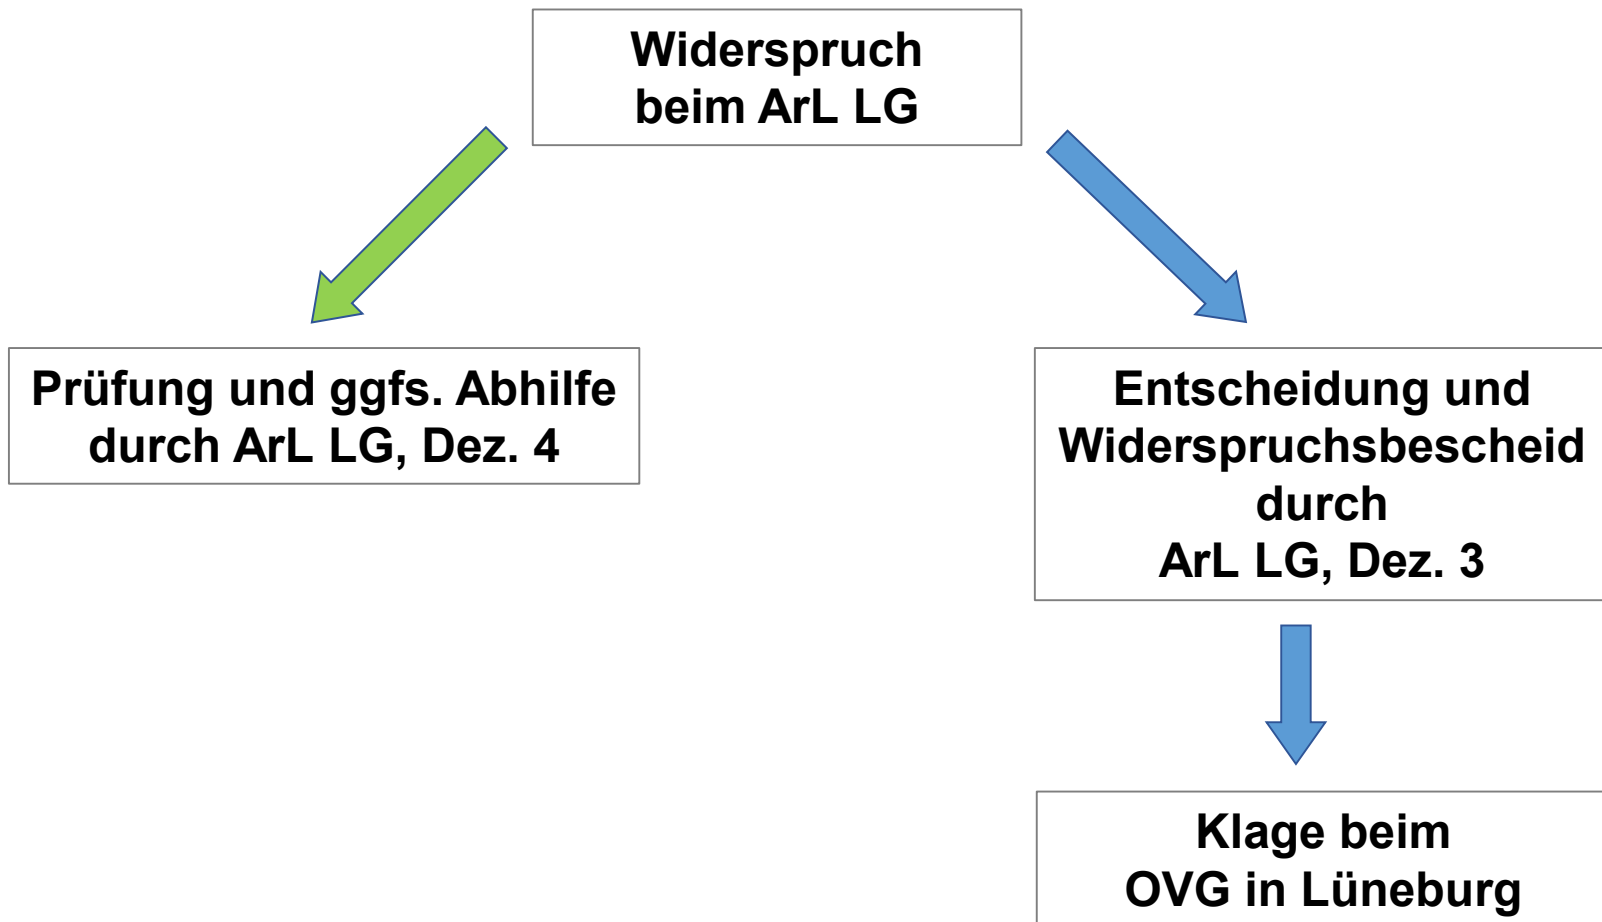 Widerspruch
beim ArL LG
Prüfung und ggfs. Abhilfe
durch ArL LG, Dez. 4
Entscheidung und
Widerspruchsbescheid
durch
ArL LG, Dez. 3
Klage beim
OVG in Lüneburg